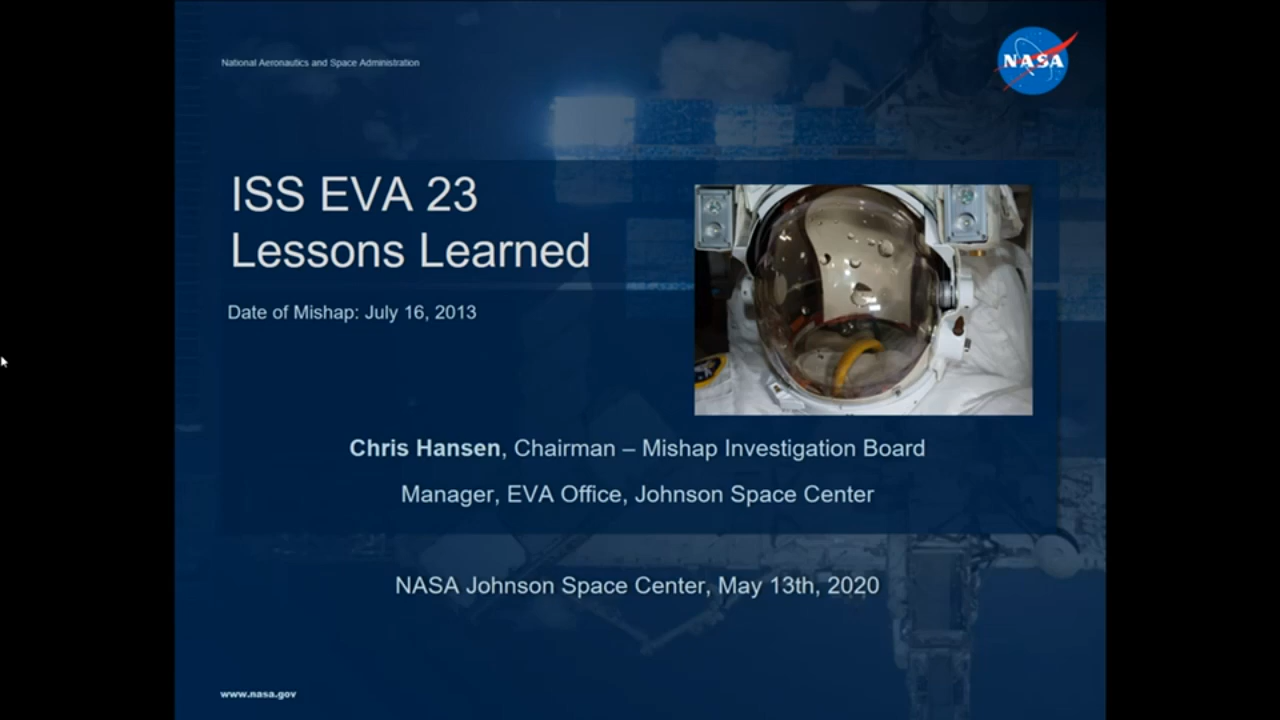 National Aeronautics and Space Administration
NASA
ISS EVA 23
Lessons Learned
Date of Mishap: July 16, 2013
Chris Hansen, Chairman – Mishap Investigation Board
Manager, EVA Office, Johnson Space Center
NASA Johnson Space Center, May 13th, 2020
www.nasa.gov